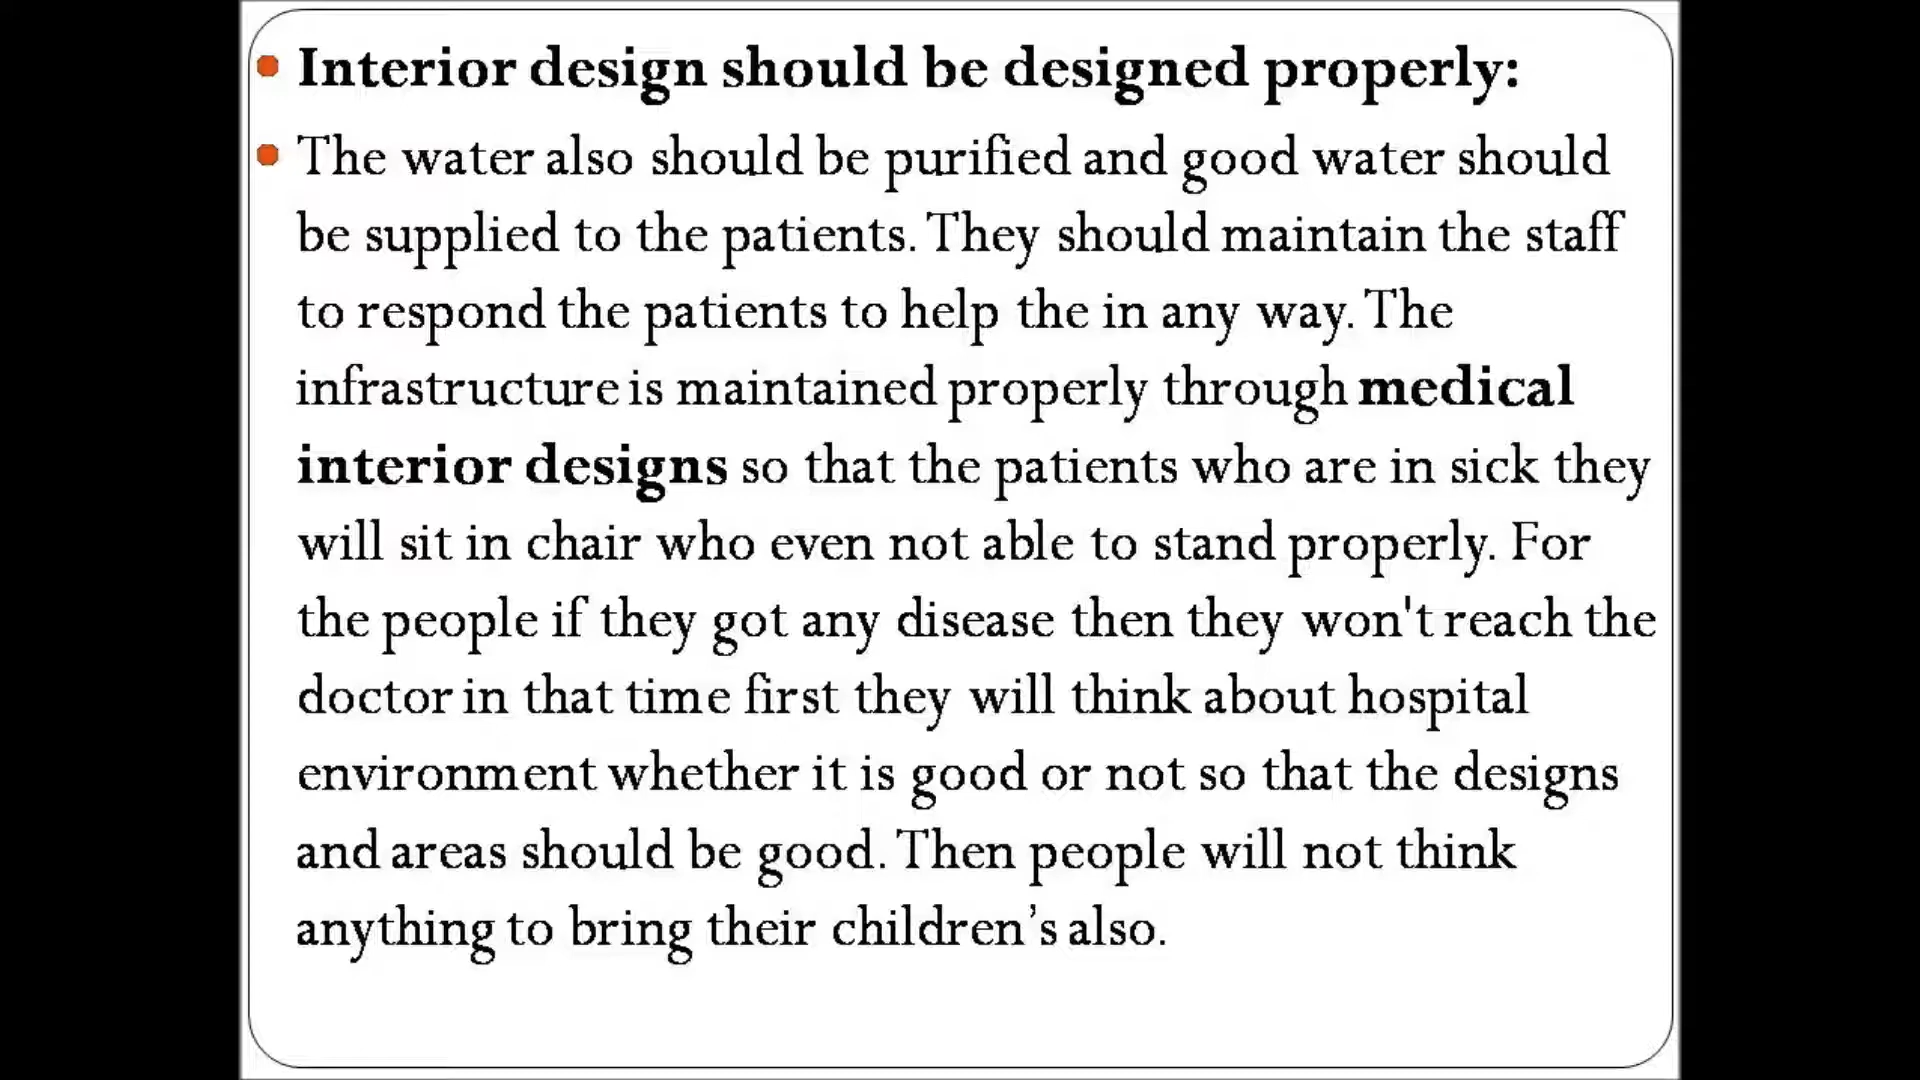 Interior design should be designed properly:
The water also should be purified and good water should
be supplied to the patients. They should maintain the staff
to respond the patients to help the in any way. The
infrastructure is maintained properly through medical
interior designs so that the patients who are in sick they
will sit in chair who even not able to stand properly. For
the people if they got any disease then they won't reach the
doctor in that time first they will think about hospital
environment whether it is good or not so that the designs
and areas should be good. Then people will not think
anything to bring their children’s also.